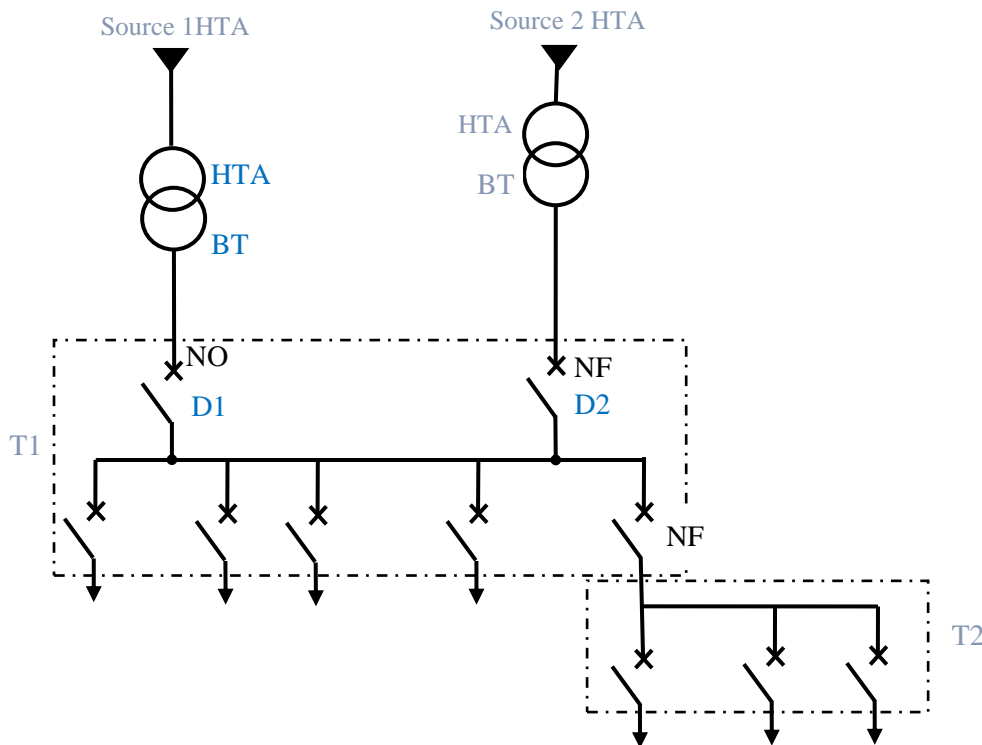 Source 1HTA
Source 2 HTA
HTA
BT
HTA
BT
NO
D1
NF
D2
T1
NF
T2